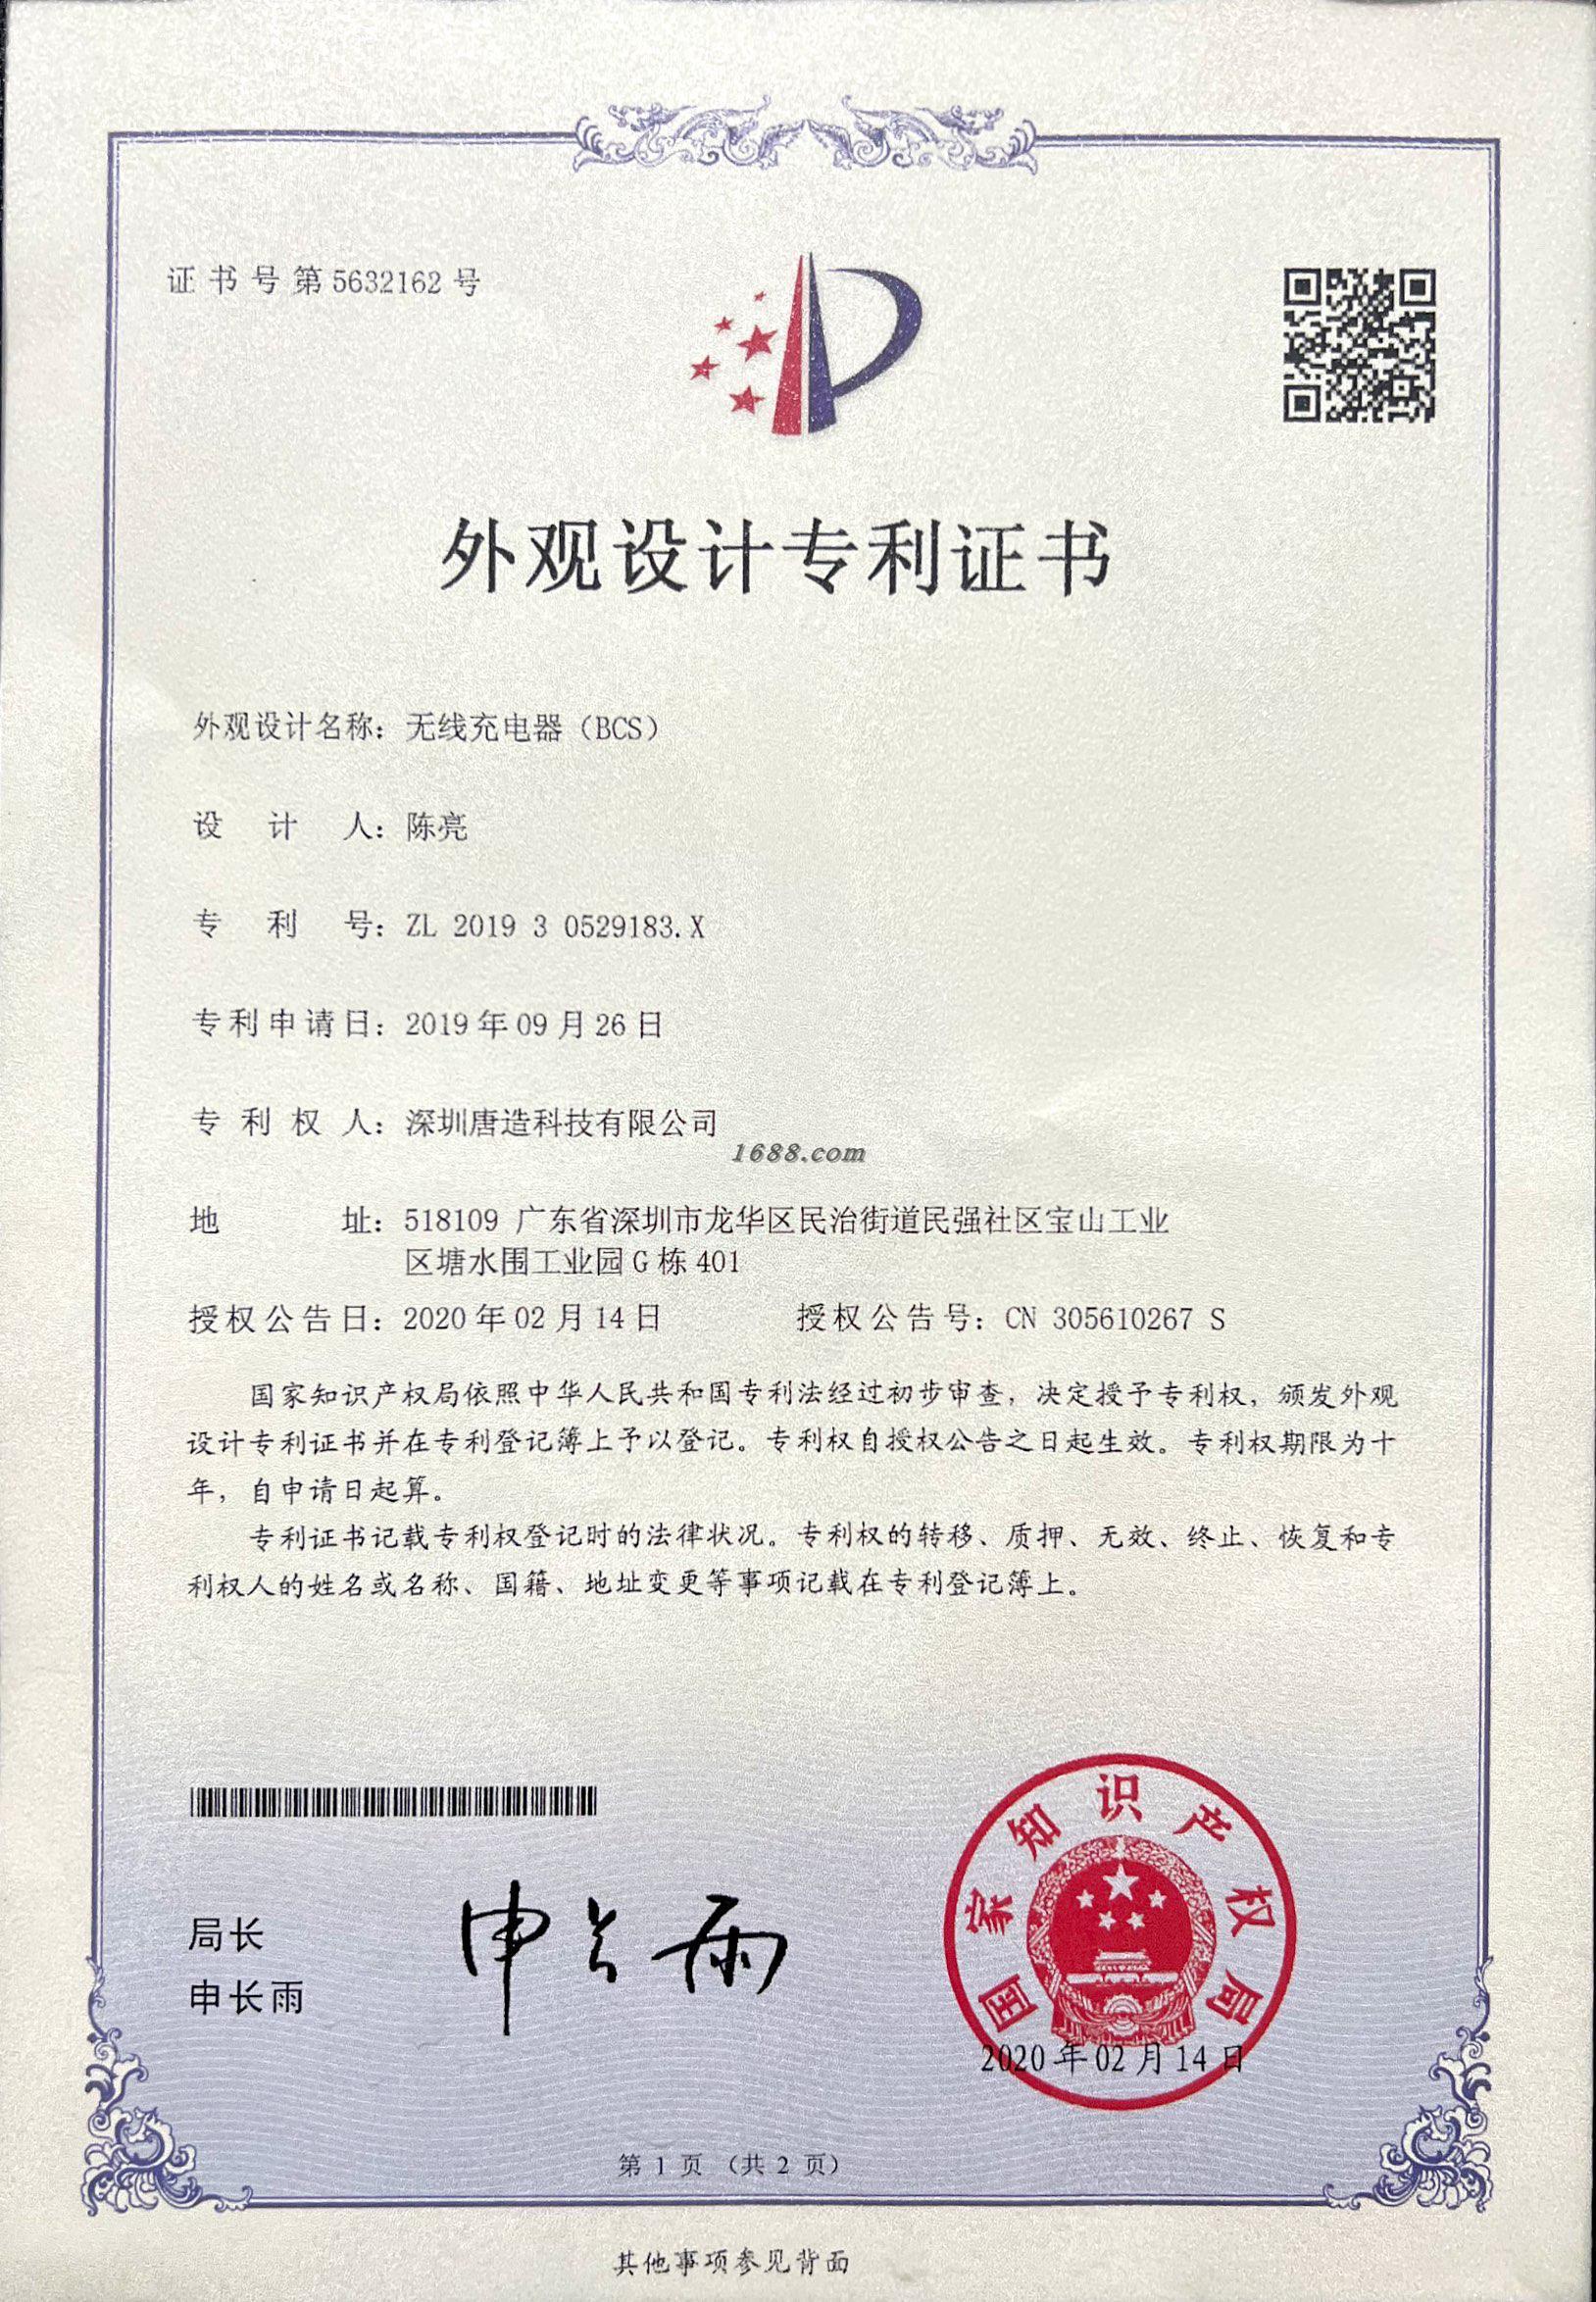 证书号第5632162号
外观设计专利证书
外观设计名称：无线充电器（BCS）
设计人：陈亮
专利号：ZL 2019 3 0529183.X
专利申请日：2019年09月26日
专利权人：深圳唐造科技有限公司
1688.com
地址：518109 广东省深圳市龙华区民治街道民强社区宝山工业
区塘水围工业园G栋401
授权公告日：2020年02月14日 授权公告号：CN 305610267 S
国家知识产权局依照中华人民共和国专利法经过初步审查，决定授予专利权，颁发外观
设计专利证书并在专利登记簿上予以登记。专利权自授权公告之日起生效。专利权期限为十
年，自申请日起算。
专利证书记载专利权登记时的法律状况。专利权的转移、质押、无效、终止、恢复和专
利权人的姓名或名称、国籍、地址变更等事项记载在专利登记簿上。
局长
申长雨
申长雨
国家知识产权局
2020年02月14日
第 1 页 （共 2 页）
其他事项参见背面